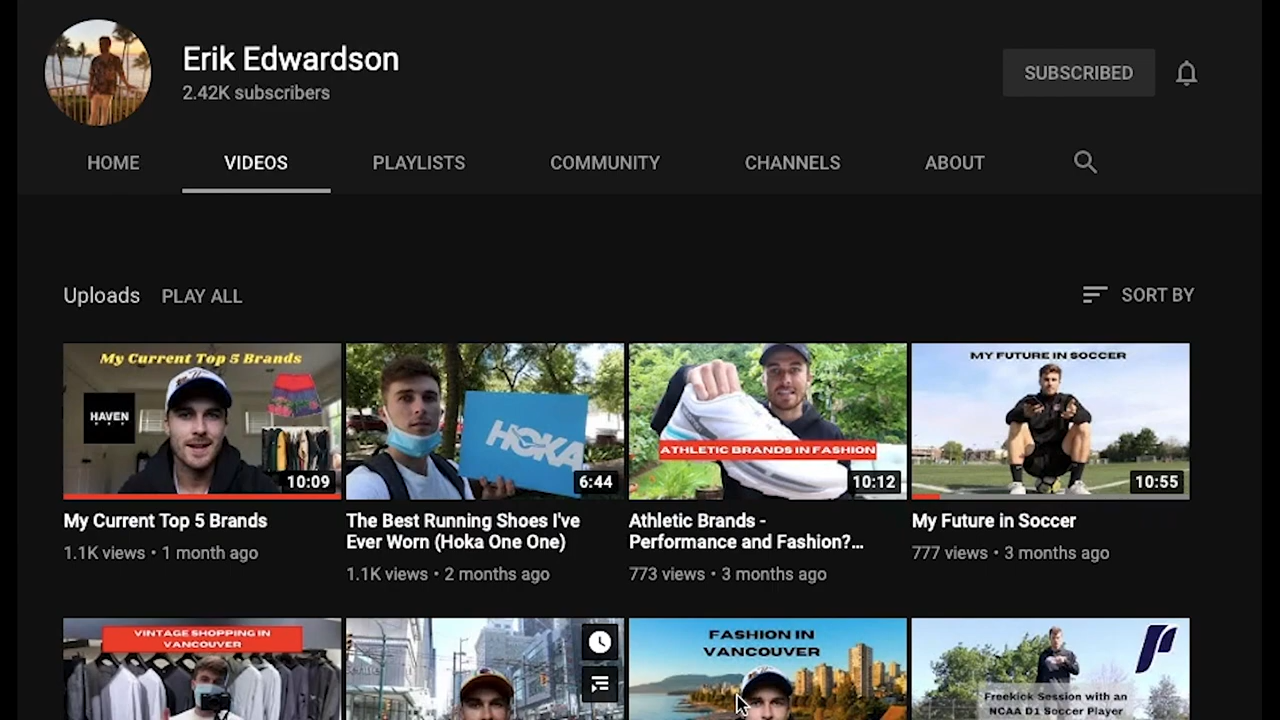 Erik Edwardson
2.42K subscribers
SUBSCRIBED
HOME
VIDEOS
PLAYLISTS
COMMUNITY
CHANNELS
ABOUT
Uploads
PLAY ALL
SORT BY
My Current Top 5 Brands
HAVEN
10:09
HOKA
6:44
ATHLETIC BRANDS IN FASHION
10:12
MY FUTURE IN SOCCER
10:55
My Current Top 5 Brands
1.1K views • 1 month ago
The Best Running Shoes I've
Ever Worn (Hoka One One)
1.1K views • 2 months ago
Athletic Brands -
Performance and Fashion?...
773 views • 3 months ago
My Future in Soccer
777 views • 3 months ago
VINTAGE SHOPPING IN
VANCOUVER
FASHION IN
VANCOUVER
Freekick Session with an
NCAA D1 Soccer Player